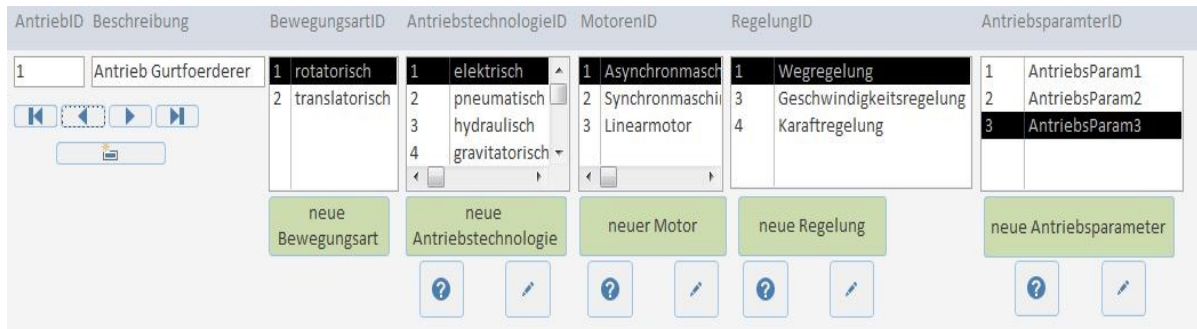 AntriebID Beschreibung BewegungsartID AntriebstechnologieID MotorenID RegelungID AntriebsparamterID
1 Antrieb Gurtfoerderer
1 rotatorisch
2 translatorisch
1 elektrisch
2 pneumatisch
3 hydraulisch
4 gravitatorisch
1 Asynchronmasch
2 Synchronmaschi
3 Linearmotor
1 Wegregelung
3 Geschwindigkeitsregelung
4 Karaftregelung
1 AntriebsParam1
2 AntriebsParam2
3 AntriebsParam3
neue
Bewegungsart
neue
Antriebstechnologie
neuer Motor
neue Regelung
neue Antriebsparameter